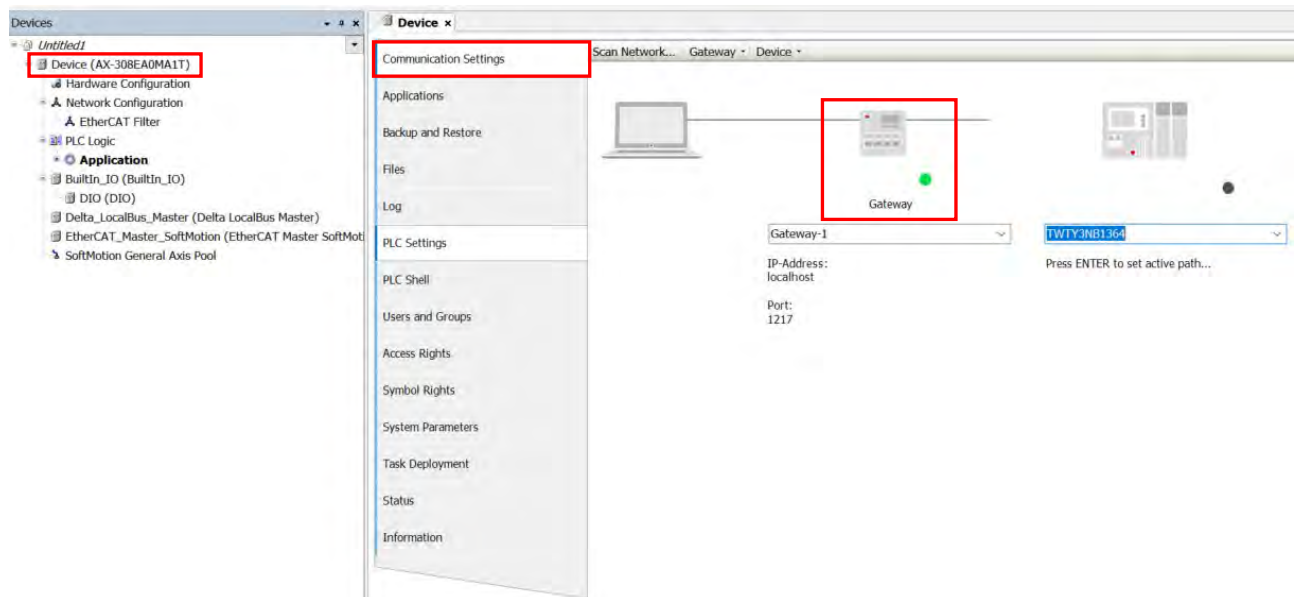 Devices
Untitled1
Device (AX-308EA0MA1T)
Hardware Configuration
Network Configuration
EtherCAT Filter
PLC Logic
Application
BuiltIn_IO (BuiltIn_IO)
DIO (DIO)
Delta_LocalBus_Master (Delta LocalBus Master)
EtherCAT_Master_SoftMotion (EtherCAT Master SoftMoti
SoftMotion General Axis Pool
Device
Communication Settings
Applications
Backup and Restore
Files
Log
PLC Settings
PLC Shell
Users and Groups
Access Rights
Symbol Rights
System Parameters
Task Deployment
Status
Information
Scan Network... Gateway Device
Gateway
Gateway-1
IP-Address:
localhost
Port:
1217
TWTY3NB1364
Press ENTER to set active path...